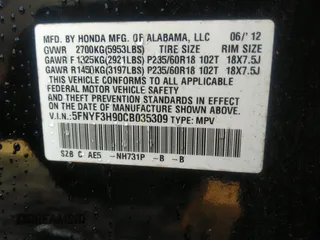 MFD. BY HONDA MFG. OF ALABAMA, LLC 06/'12
GVWR 2700KG(5953LBS) TIRE SIZE RIM SIZE
GAWR F 1325KG(2921LBS) P235/60R18 102T 18X7.5J
GAWR R1450KG(3197LBS) P235/60R18 102T 18X7.5J
THIS VEHICLE CONFORMS TO ALL APPLICABLE
FEDERAL MOTOR VEHICLE SAFETY AND
THEFT PREVENTION STANDARDS IN EFFECT ON
THE DATE OF MANUFACTURE SHOWN ABOVE.
V.I.N.:5FNYF3H90CB035309 TYPE: MPV
SZB C. AE5 -NH731P -B -B